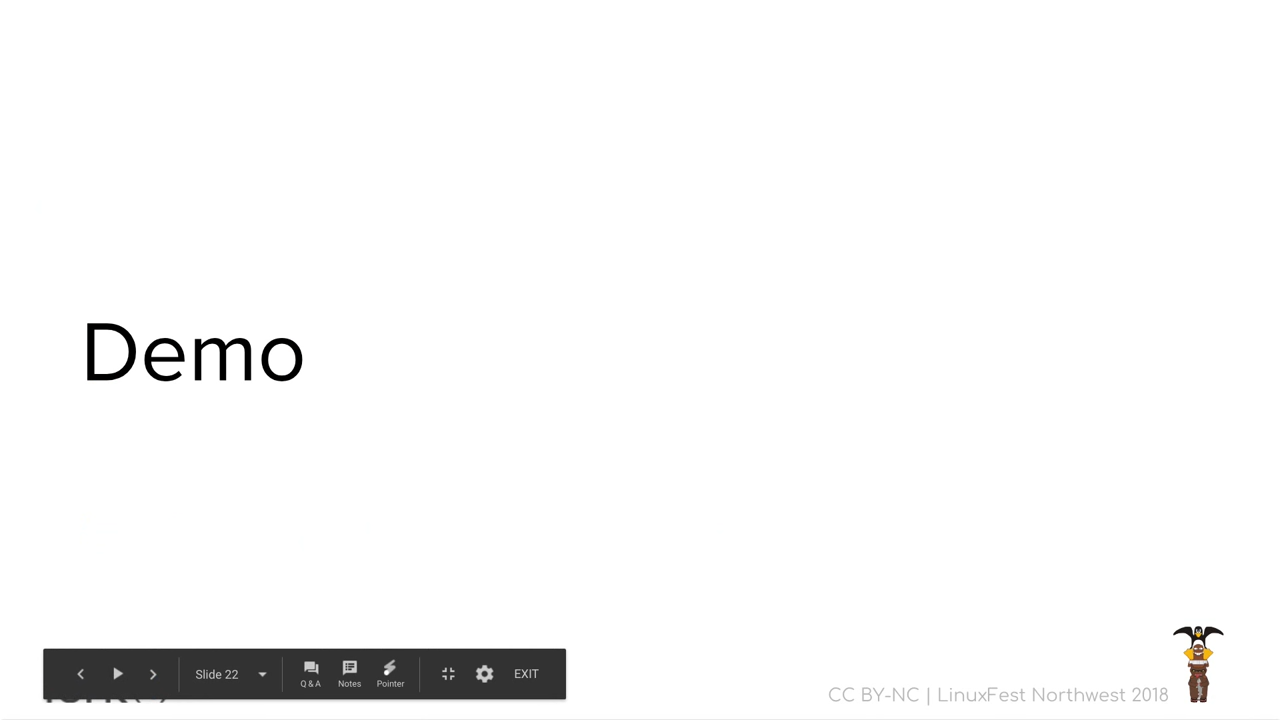 Demo
Slide 22
Q & A
Notes
Pointer
EXIT
CC BY-NC | LinuxFest Northwest 2018